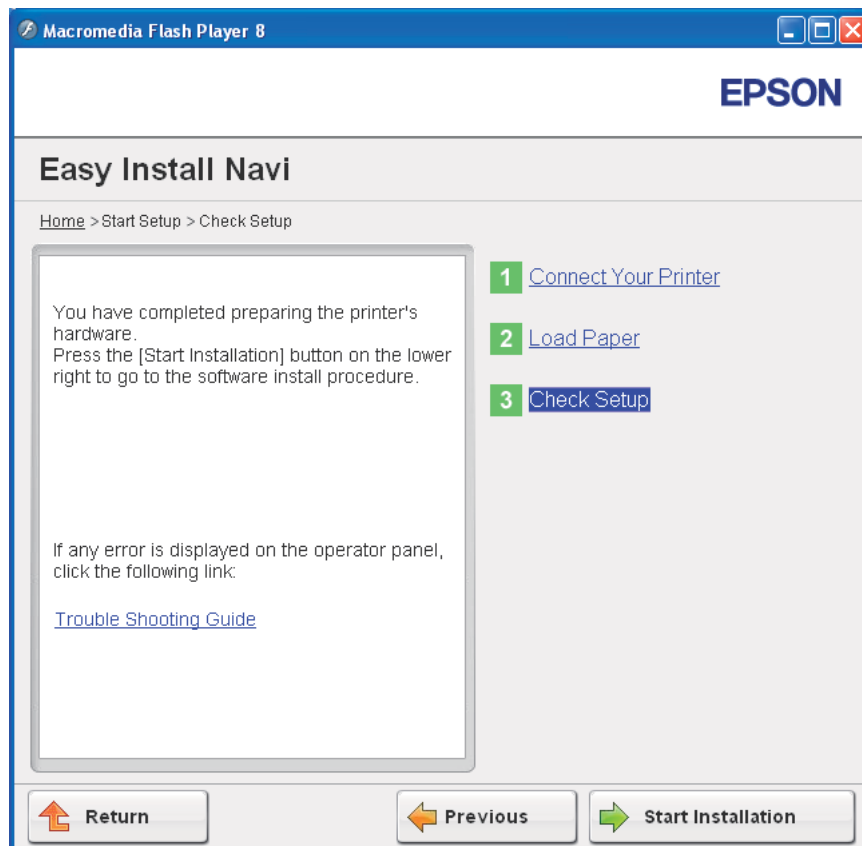 Macromedia Flash Player 8
EPSON
Easy Install Navi
Home > Start Setup > Check Setup
You have completed preparing the printer's
hardware.
Press the [Start Installation] button on the lower
right to go to the software install procedure.
If any error is displayed on the operator panel,
click the following link:
Trouble Shooting Guide
1 Connect Your Printer
2 Load Paper
3 Check Setup
Return
Previous
Start Installation